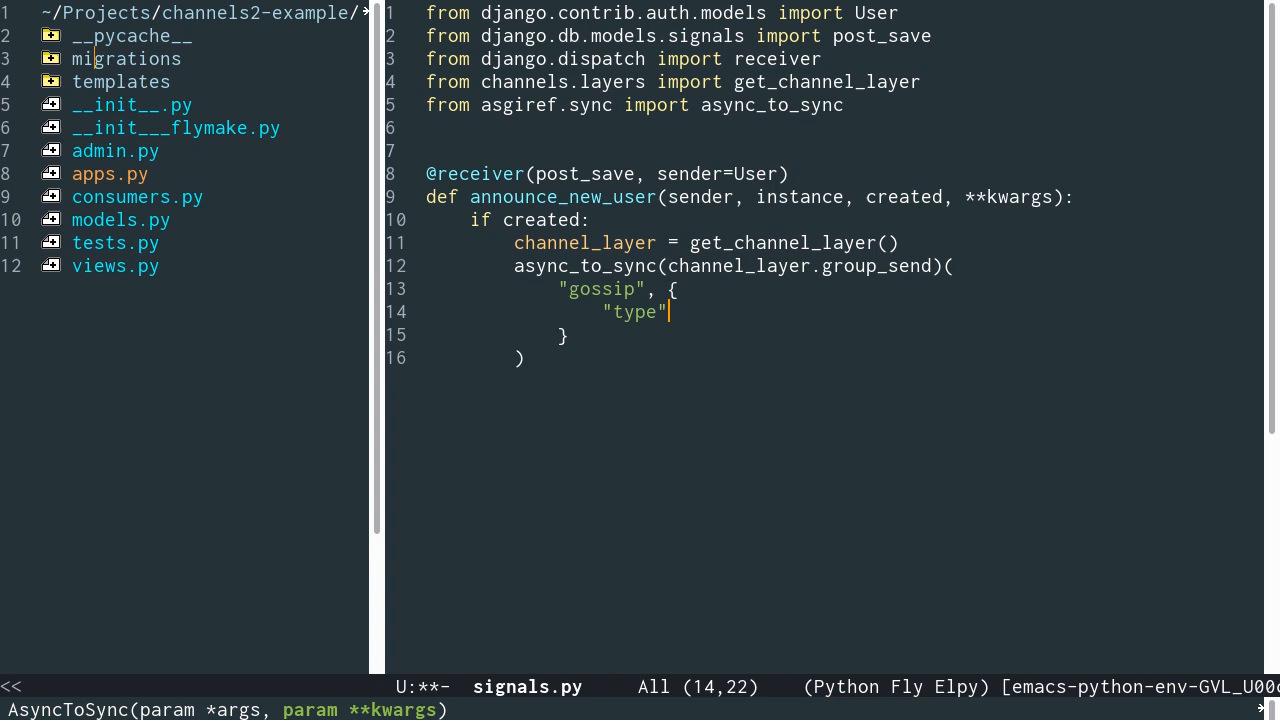 1 ~/Projects/channels2-example/
2 __pycache__
3 migrations
4 templates
5 __init__.py
6 __init___flymake.py
7 admin.py
8 apps.py
9 consumers.py
10 models.py
11 tests.py
12 views.py
<<
1 from django.contrib.auth.models import User
2 from django.db.models.signals import post_save
3 from django.dispatch import receiver
4 from channels.layers import get_channel_layer
5 from asgiref.sync import async_to_sync
6
7
8 @receiver(post_save, sender=User)
9 def announce_new_user(sender, instance, created, **kwargs):
10     if created:
11         channel_layer = get_channel_layer()
12         async_to_sync(channel_layer.group_send)(
13             "gossip", {
14                 "type"
15             }
16         )
U:**-  signals.py     All (14,22)    (Python Fly Elpy) [emacs-python-env-GVL_U00
AsyncToSync(param *args, param **kwargs)